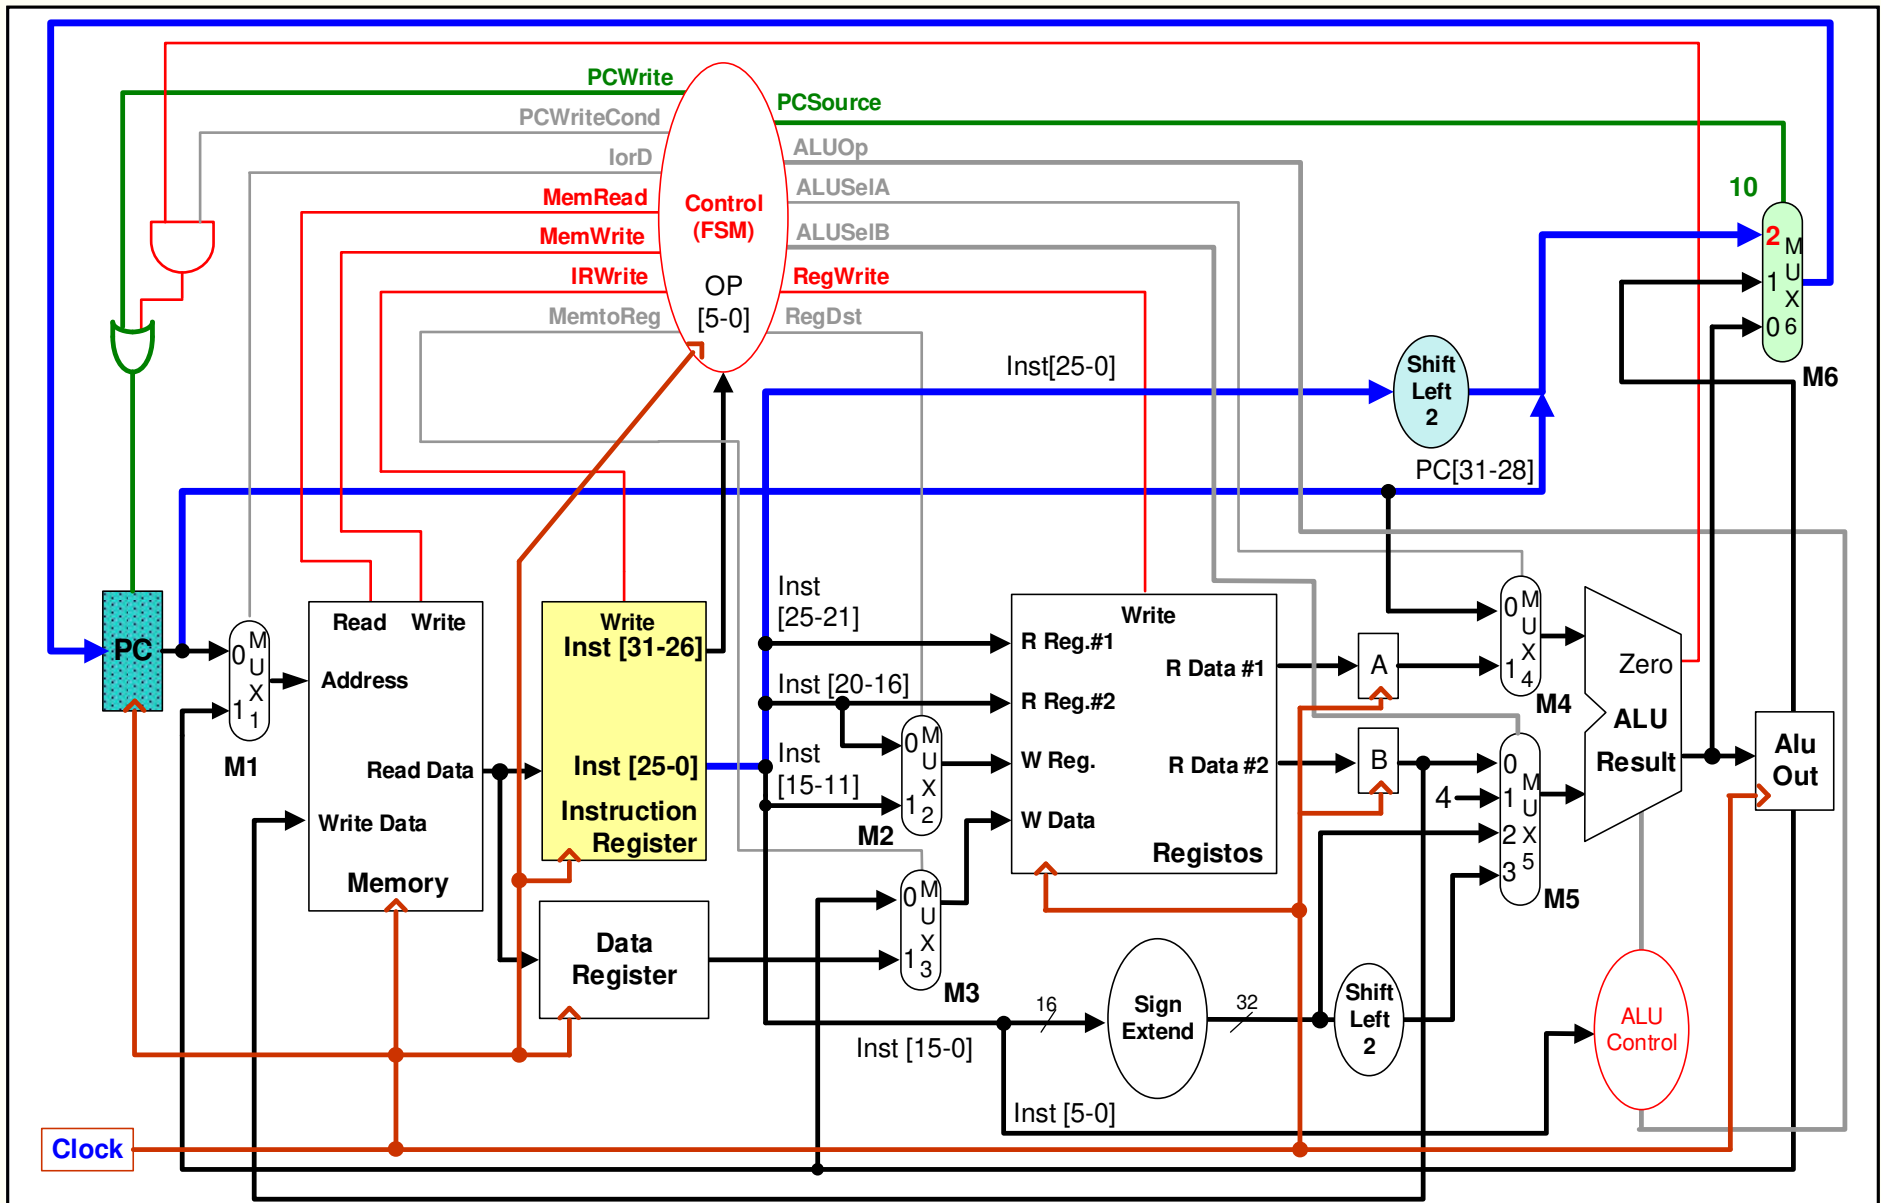 PCWrite
PCSource
PCWriteCond
ALUOp
IorD
ALUSelA
10
MemRead
Control
(FSM)
MemWrite
ALUSelB
2
M
U
X
6
1
0
IRWrite
OP
[5-0]
RegWrite
MemtoReg
RegDst
Inst[25-0]
Shift
Left
2
M6
PC[31-28]
PC
0
1
M
U
X
1
M1
Read
Write
Address
Read Data
Write Data
Memory
Write
Inst [31-26]
Inst [25-0]
Instruction
Register
Data
Register
Inst
[25-21]
Inst [20-16]
Inst
[15-11]
0
1
M
U
X
2
M2
0
1
M
U
X
3
M3
Write
R Reg.#1
R Data #1
R Reg.#2
W Reg.
R Data #2
W Data
Registos
A
B
4
0
1
M
U
X
4
M4
0
1
2
3
M
U
X
5
M5
Zero
ALU
Result
Alu
Out
16
Sign
Extend
32
Shift
Left
2
ALU
Control
Inst [15-0]
Inst [5-0]
Clock